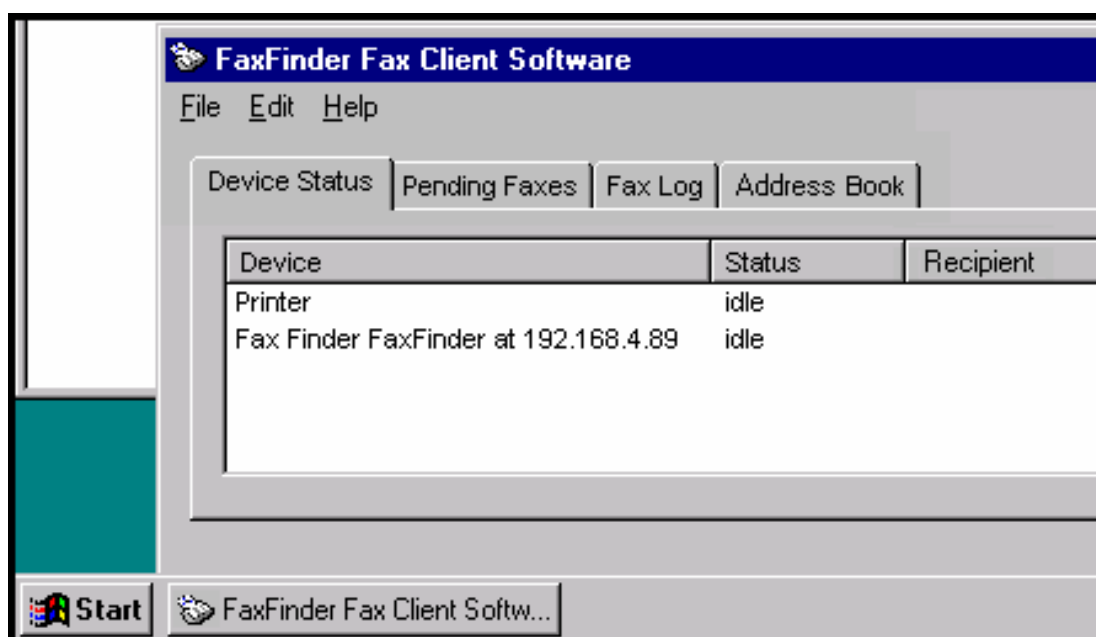 FaxFinder Fax Client Software
File Edit Help
Device Status Pending Faxes Fax Log Address Book
Device Status Recipient
Printer idle
Fax Finder FaxFinder at 192.168.4.89 idle
Start FaxFinder Fax Client Softw...